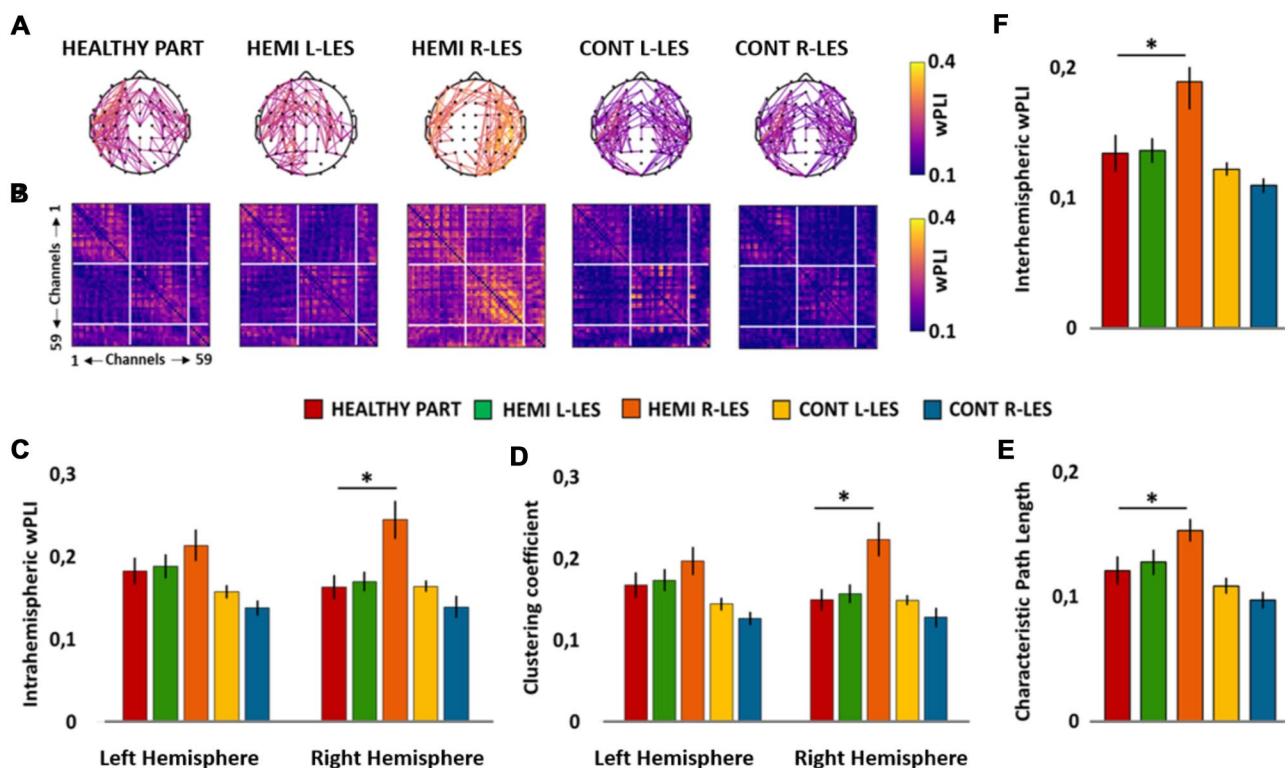 A
HEALTHY PART HEMI L-LES HEMI R-LES CONT L-LES CONT R-LES
0.4
wPLI
0.1
B
1
Channels
59
1 Channels 59
0.4
wPLI
0.1
F
Interhemispheric wPLI
0,2
*
0,1
0
HEALTHY PART HEMI L-LES HEMI R-LES CONT L-LES CONT R-LES
C
Intrahemispheric wPLI
0,3
0,2
0,1
0
*
Left Hemisphere Right Hemisphere
D
Clustering coefficient
0,3
0,2
0,1
0
*
Left Hemisphere Right Hemisphere
E
Characteristic Path Length
0,2
0,1
0
*